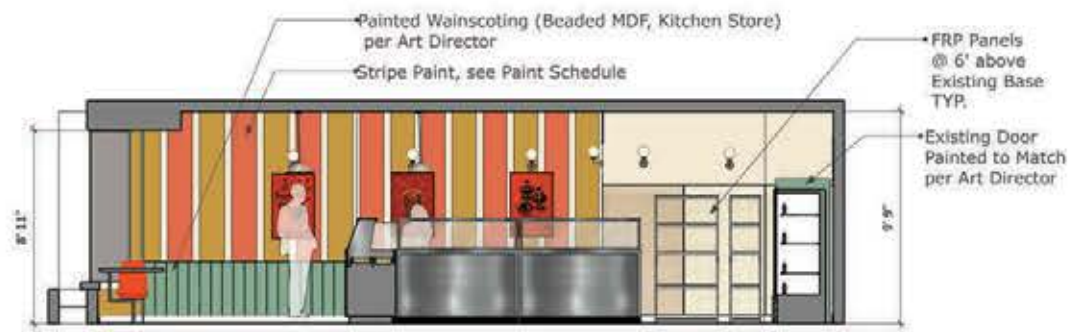 Painted Wainscoting (Beaded MDF, Kitchen Store)
per Art Director
Stripe Paint, see Paint Schedule
FRP Panels
@ 6' above
Existing Base
TYP.
Existing Door
Painted to Match
per Art Director
8' 11"
9' 9"